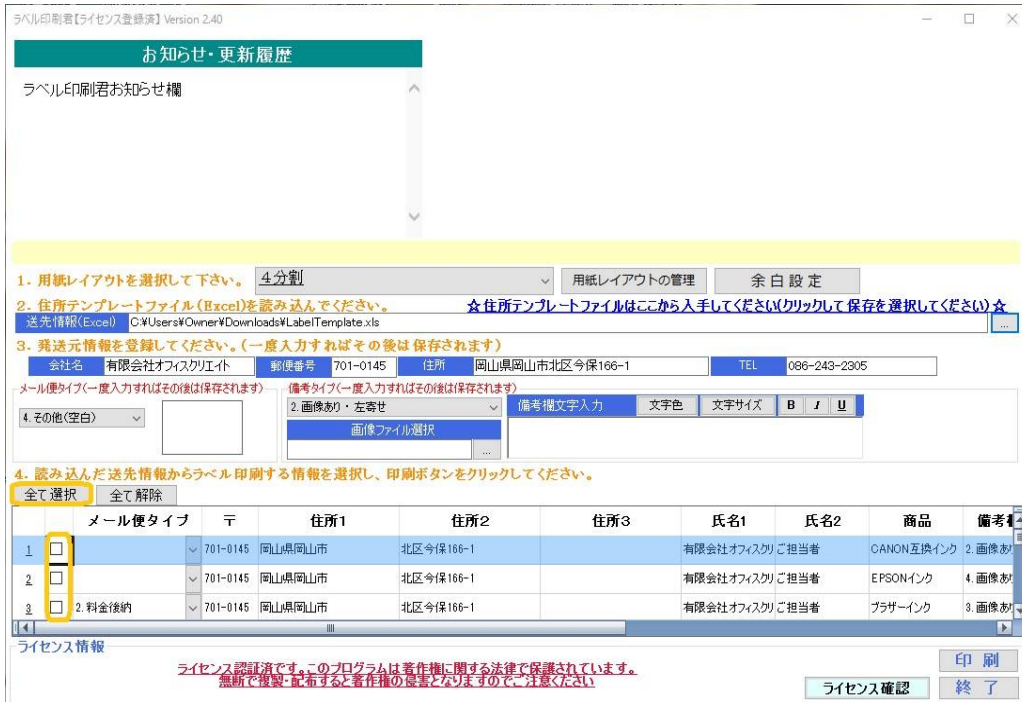 ラベル印刷君【ライセンス登録済】 Version 2.40
お知らせ・更新履歴
ラベル印刷君お知らせ欄
1. 用紙レイアウトを選択して下さい。 4分割 用紙レイアウトの管理 余白設定
2. 住所テンプレートファイル(Excel)を読み込んでください。 ☆住所テンプレートファイルはここから入手してください(クリックして保存を選択してください)☆
送先情報(Excel) C:¥Users¥Owner¥Downloads¥LabelTemplate.xls ...
3. 発送元情報を登録してください。(一度入力すればその後は保存されます)
会社名 有限会社オフィスクリエイト 郵便番号 701-0145 住所 岡山県岡山市北区今保166-1 TEL 086-243-2305
メール便タイプ(一度入力すればその後は保存されます) 備考タイプ(一度入力すればその後は保存されます)
4.その他(空白) 2.画像あり・左寄せ 備考欄文字入力 文字色 文字サイズ B I U
画像ファイル選択
...
4. 読み込んだ送先情報からラベル印刷する情報を選択し、印刷ボタンをクリックしてください。
全て選択 全て解除
メール便タイプ 〒 住所1 住所2 住所3 氏名1 氏名2 商品 備考
1 701-0145 岡山県岡山市 北区今保166-1 有限会社オフィスクリ ご担当者 CANON互換インク 2.画像あ
2 701-0145 岡山県岡山市 北区今保166-1 有限会社オフィスクリ ご担当者 EPSONインク 4.画像あ
3 2.料金後納 701-0145 岡山県岡山市 北区今保166-1 有限会社オフィスクリ ご担当者 ブラザーインク 3.画像あ
ライセンス情報
ライセンス認証済です。このプログラムは著作権に関する法律で保護されています。
無断で複製・配布すると著作権の侵害となりますのでご注意ください
印刷
ライセンス確認 終了